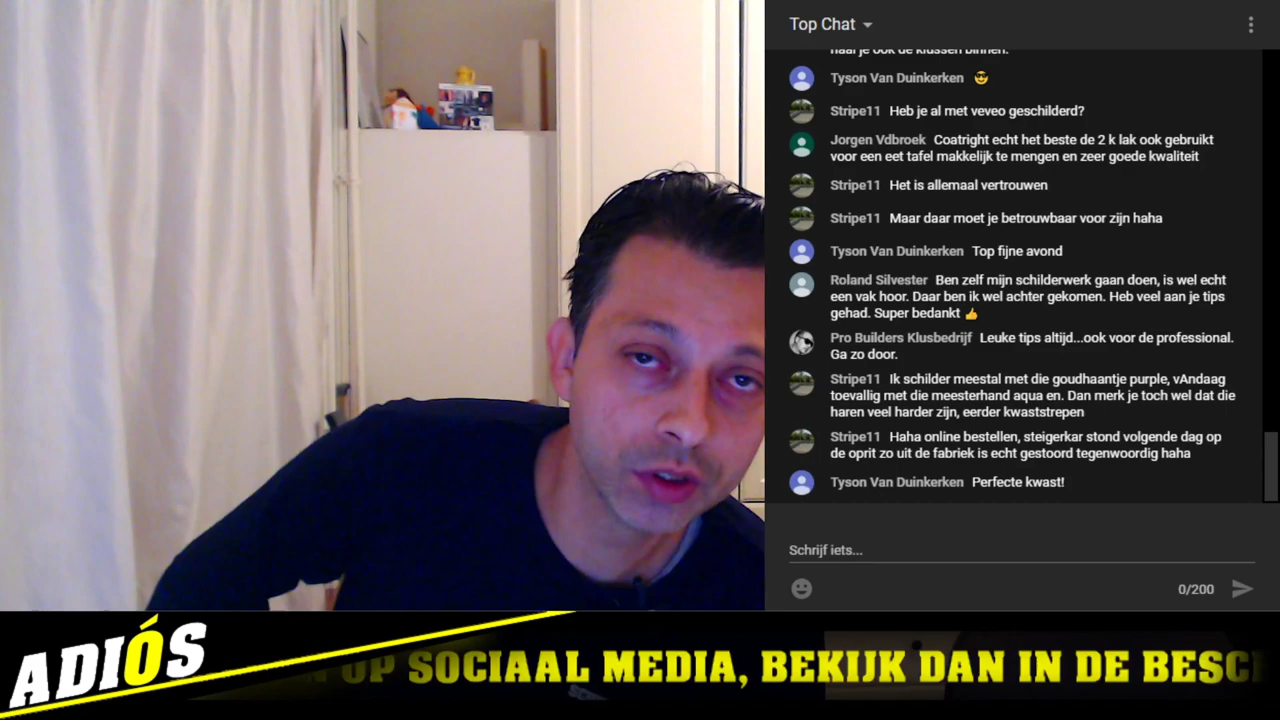 Top Chat
haal je ook de klussen binnen.
Tyson Van Duinkerken 😎
Stripe11 Heb je al met veveo geschilderd?
Jorgen Vdbroek Coatright echt het beste de 2 k lak ook gebruikt
voor een eet tafel makkelijk te mengen en zeer goede kwaliteit
Stripe11 Het is allemaal vertrouwen
Stripe11 Maar daar moet je betrouwbaar voor zijn haha
Tyson Van Duinkerken Top fijne avond
Roland Silvester Ben zelf mijn schilderwerk gaan doen, is wel echt
een vak hoor. Daar ben ik wel achter gekomen. Heb veel aan je tips
gehad. Super bedankt 👍
Pro Builders Klusbedrijf Leuke tips altijd...ook voor de professional.
Ga zo door.
Stripe11 Ik schilder meestal met die goudhaantje purple, vAndaag
toevallig met die meesterhand aqua en. Dan merk je toch wel dat die
haren veel harder zijn, eerder kwaststrepen
Stripe11 Haha online bestellen, steigerkar stond volgende dag op
de oprit zo uit de fabriek is echt gestoord tegenwoordig haha
Tyson Van Duinkerken Perfecte kwast!
Schrijf iets...
0/200
ADIÓS
OP SOCIAAL MEDIA, BEKIJK DAN IN DE BESC